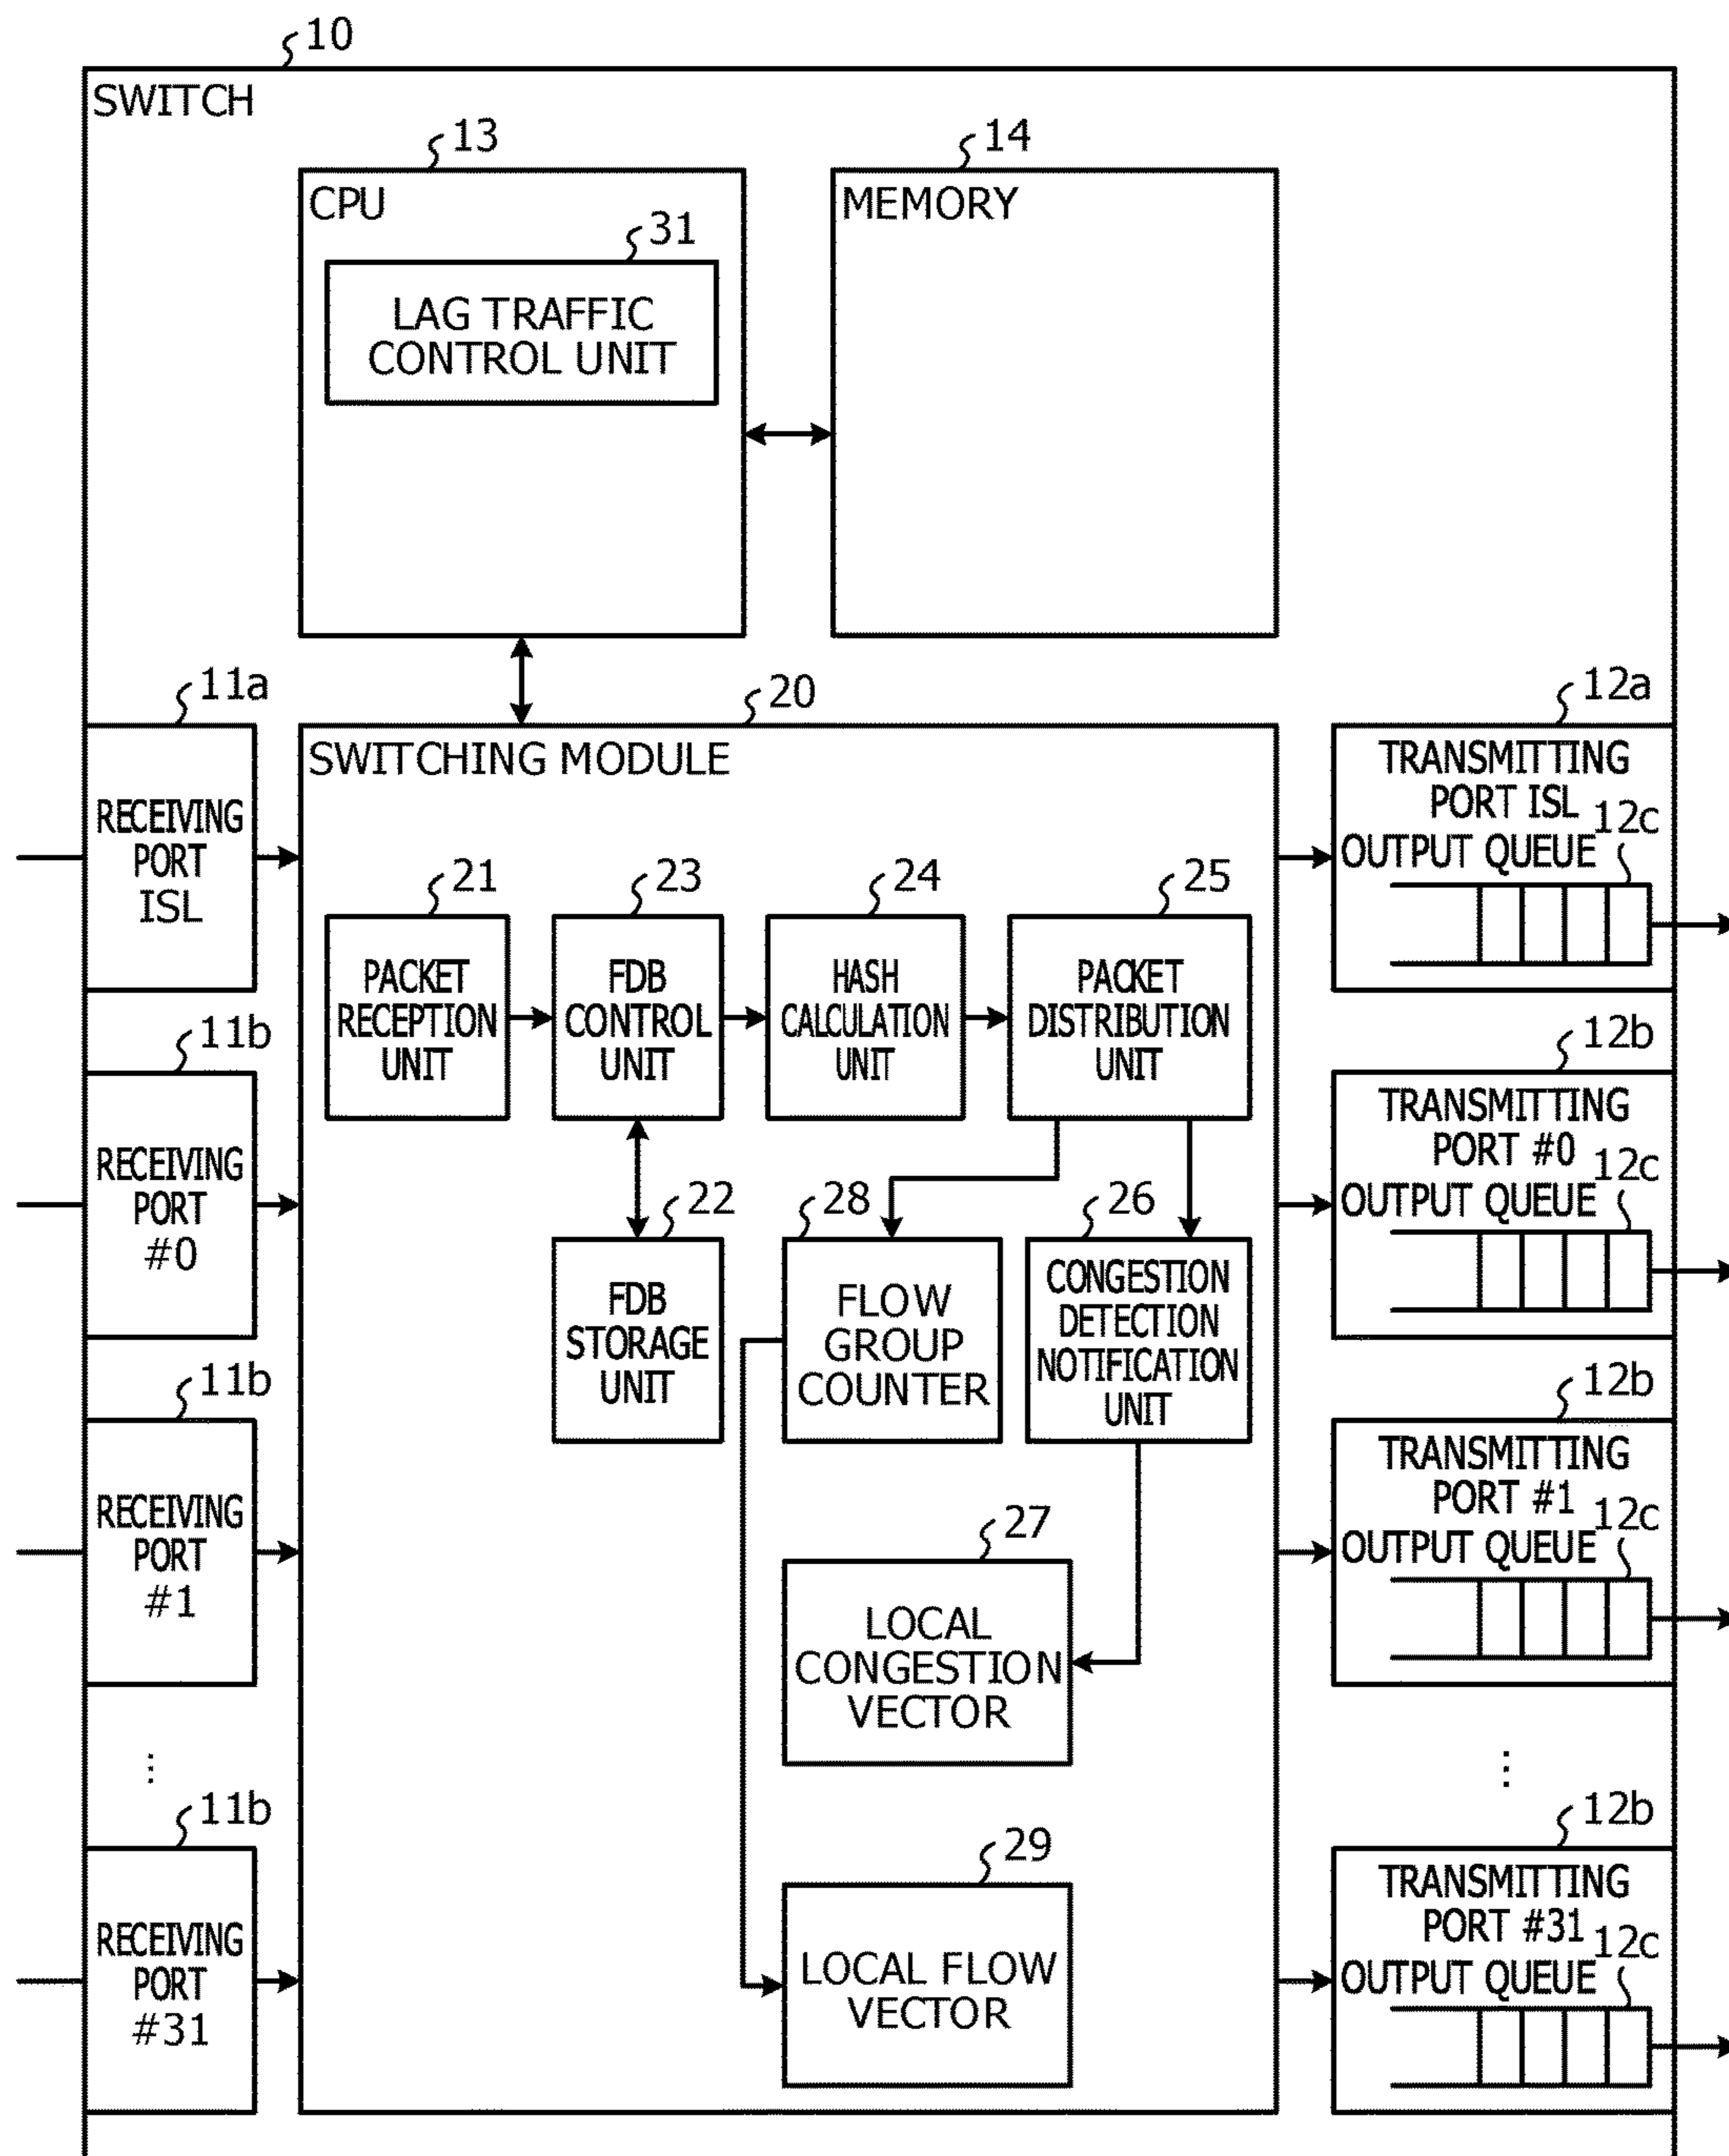 10
SWITCH
13
CPU
31
LAG TRAFFIC
CONTROL UNIT
14
MEMORY
11a
RECEIVING
PORT
ISL
11b
RECEIVING
PORT
#0
11b
RECEIVING
PORT
#1
⋮
11b
RECEIVING
PORT
#31
20
SWITCHING MODULE
21
PACKET
RECEPTION
UNIT
23
FDB
CONTROL
UNIT
24
HASH
CALCULATION
UNIT
25
PACKET
DISTRIBUTION
UNIT
22
FDB
STORAGE
UNIT
28
FLOW
GROUP
COUNTER
26
CONGESTION
DETECTION
NOTIFICATION
UNIT
27
LOCAL
CONGESTION
VECTOR
29
LOCAL FLOW
VECTOR
12a
TRANSMITTING
PORT ISL
OUTPUT QUEUE 12c
12b
TRANSMITTING
PORT #0
OUTPUT QUEUE 12c
12b
TRANSMITTING
PORT #1
OUTPUT QUEUE 12c
⋮
12b
TRANSMITTING
PORT #31
OUTPUT QUEUE 12c